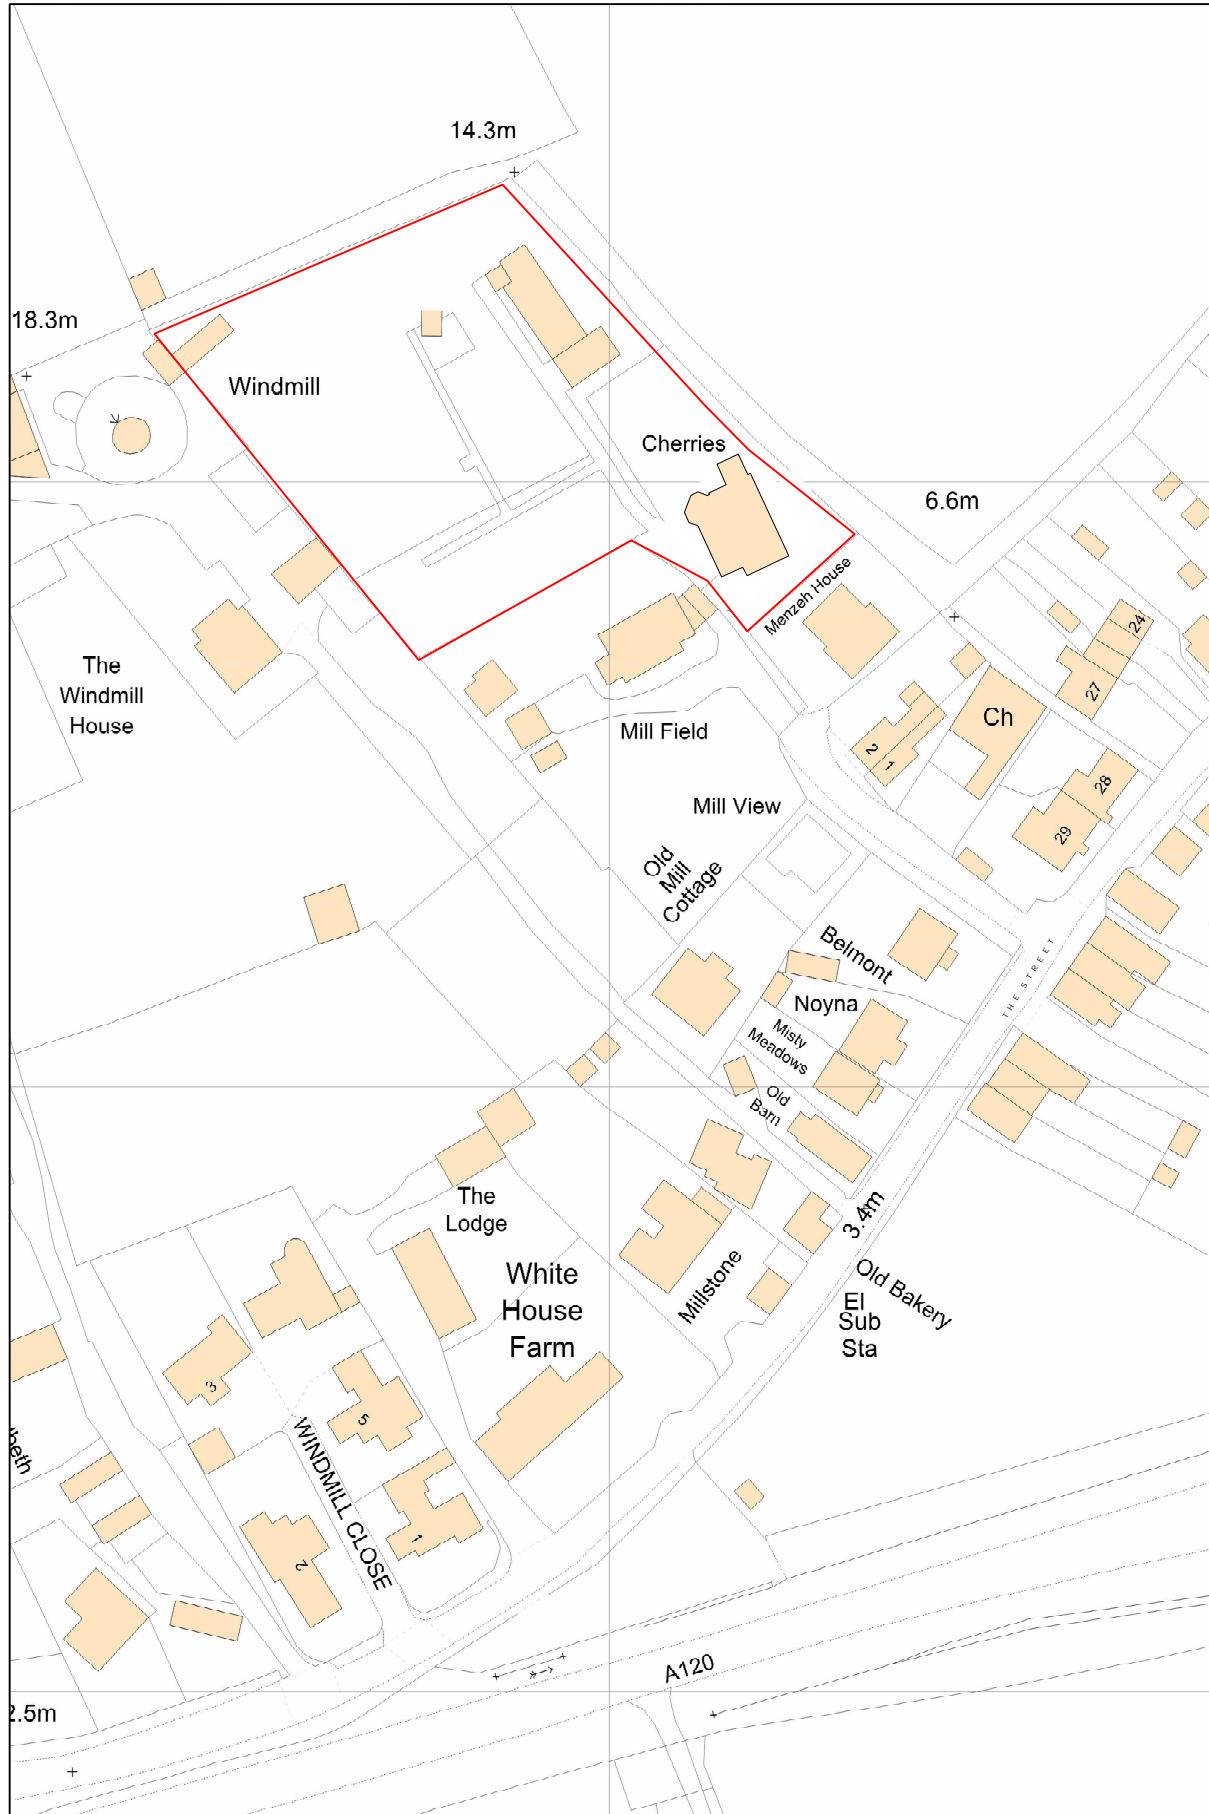 14.3m
18.3m
Windmill
Cherries
6.6m
Menzeh House
24
27
The
Windmill
House
Ch
Mill Field
2
1
28
29
Mill View
Old
Mill
Cottage
Belmont
THE STREET
Noyna
Misty
Meadows
Old
Barn
The
Lodge
3.4m
White
House
Farm
Millstone
Old Bakery
El
Sub
Sta
3
5
lbeth
WINDMILL CLOSE
1
2
A120
2.5m